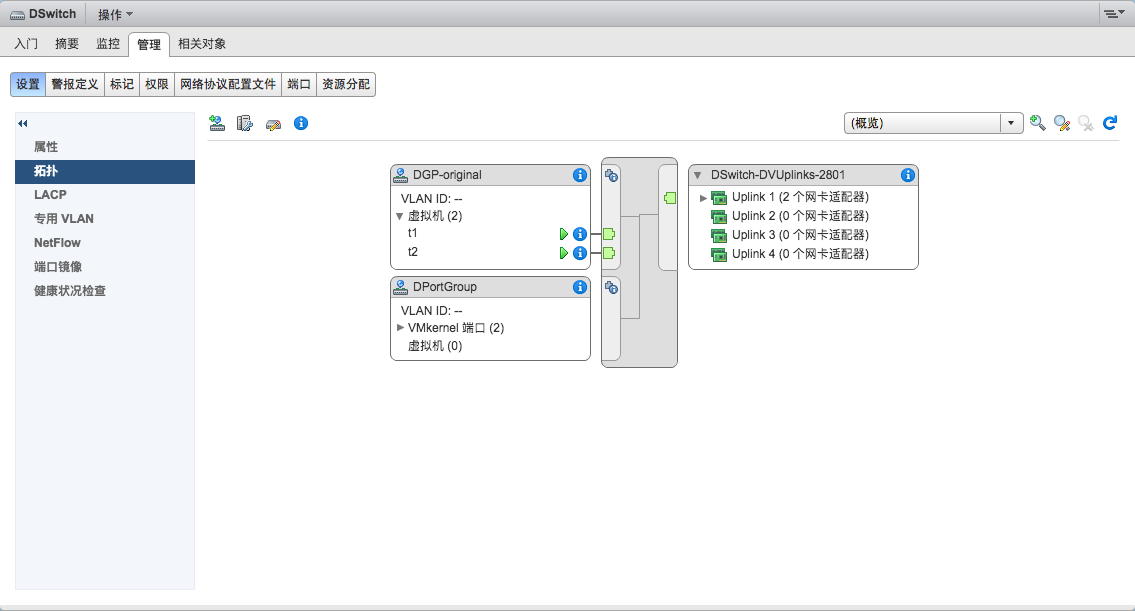 DSwitch 操作
入门 摘要 监控 管理 相关对象
设置 警报定义 标记 权限 网络协议配置文件 端口 资源分配
属性
拓扑
LACP
专用 VLAN
NetFlow
端口镜像
健康状况检查
(概览)
DGP-original
VLAN ID: --
虚拟机 (2)
t1
t2
DPortGroup
VLAN ID: --
VMkernel 端口 (2)
虚拟机 (0)
DSwitch-DVUplinks-2801
Uplink 1 (2 个网卡适配器)
Uplink 2 (0 个网卡适配器)
Uplink 3 (0 个网卡适配器)
Uplink 4 (0 个网卡适配器)